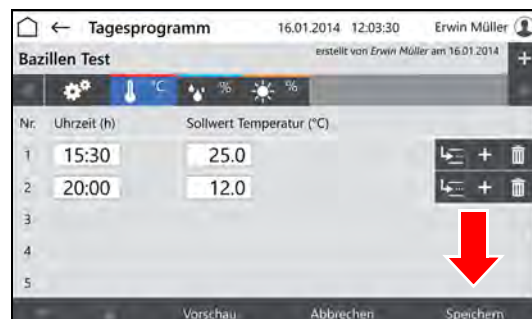 ← Tagesprogramm 16.01.2014 12:03:30 Erwin Müller
Bazillen Test erstellt von Erwin Müller am 16.01.2014 +
°C % %
Nr. Uhrzeit (h) Sollwert Temperatur (°C)
1 15:30 25.0 +
2 20:00 12.0 +
3
4
5
Vorschau Abbrechen Speichern